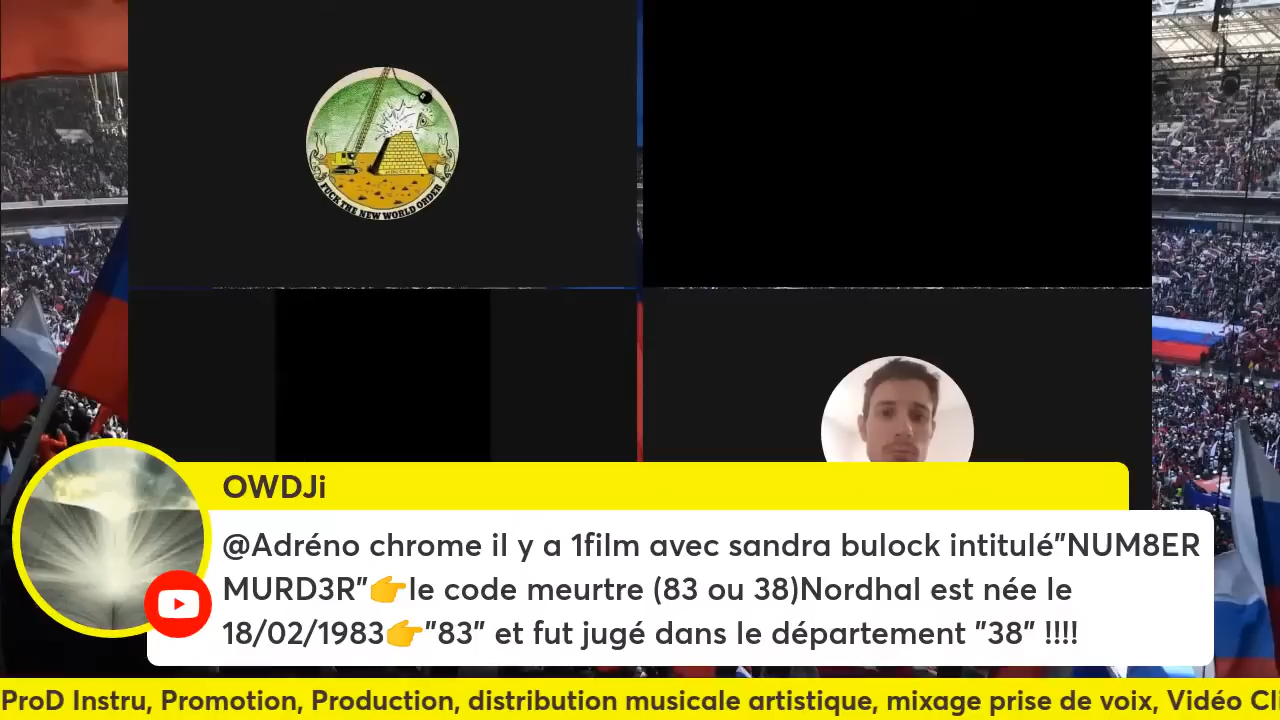 FUCK THE NEW WORLD ORDER
OWDJi
@Adréno chrome il y a 1film avec sandra bulock intitulé"NUM8ER
MURD3R"👉le code meurtre (83 ou 38)Nordhal est née le
18/02/1983👉"83" et fut jugé dans le département "38" !!!!
ProD Instru, Promotion, Production, distribution musicale artistique, mixage prise de voix, Vidéo Cl